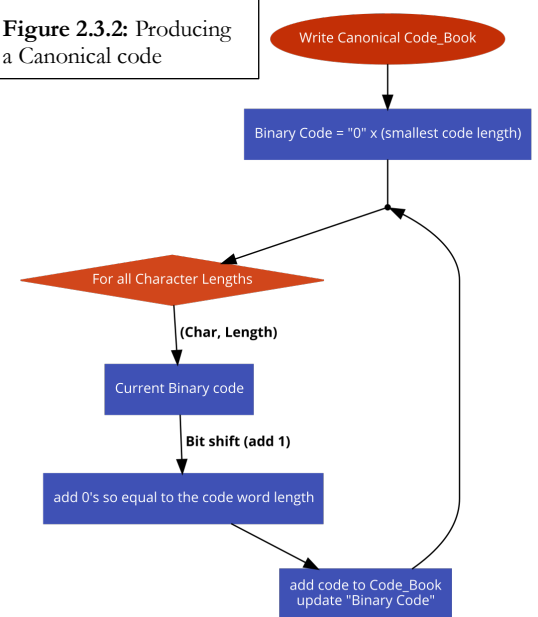 Figure 2.3.2: Producing
a Canonical code
Write Canonical Code_Book
Binary Code = "0" x (smallest code length)
For all Character Lengths
(Char, Length)
Current Binary code
Bit shift (add 1)
add 0's so equal to the code word length
add code to Code_Book
update "Binary Code"